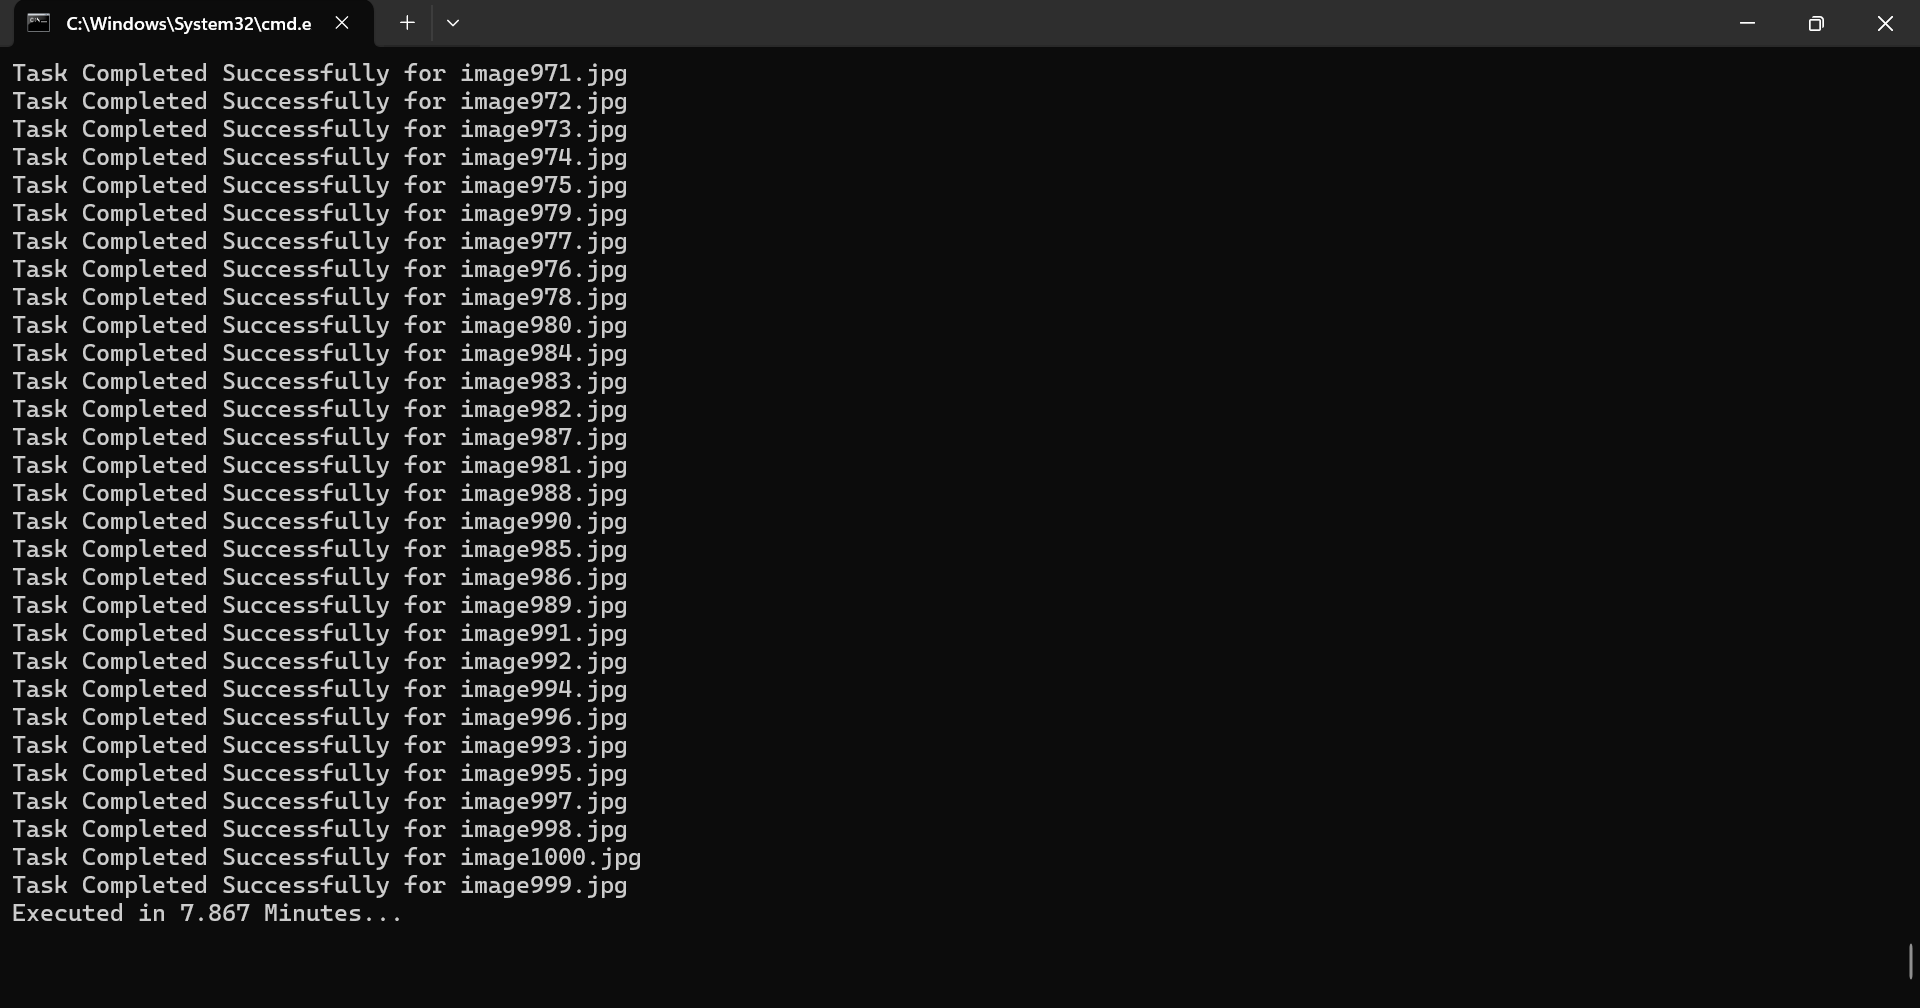 C:\Windows\System32\cmd.e
Task Completed Successfully for image971.jpg
Task Completed Successfully for image972.jpg
Task Completed Successfully for image973.jpg
Task Completed Successfully for image974.jpg
Task Completed Successfully for image975.jpg
Task Completed Successfully for image979.jpg
Task Completed Successfully for image977.jpg
Task Completed Successfully for image976.jpg
Task Completed Successfully for image978.jpg
Task Completed Successfully for image980.jpg
Task Completed Successfully for image984.jpg
Task Completed Successfully for image983.jpg
Task Completed Successfully for image982.jpg
Task Completed Successfully for image987.jpg
Task Completed Successfully for image981.jpg
Task Completed Successfully for image988.jpg
Task Completed Successfully for image990.jpg
Task Completed Successfully for image985.jpg
Task Completed Successfully for image986.jpg
Task Completed Successfully for image989.jpg
Task Completed Successfully for image991.jpg
Task Completed Successfully for image992.jpg
Task Completed Successfully for image994.jpg
Task Completed Successfully for image996.jpg
Task Completed Successfully for image993.jpg
Task Completed Successfully for image995.jpg
Task Completed Successfully for image997.jpg
Task Completed Successfully for image998.jpg
Task Completed Successfully for image1000.jpg
Task Completed Successfully for image999.jpg
Executed in 7.867 Minutes...